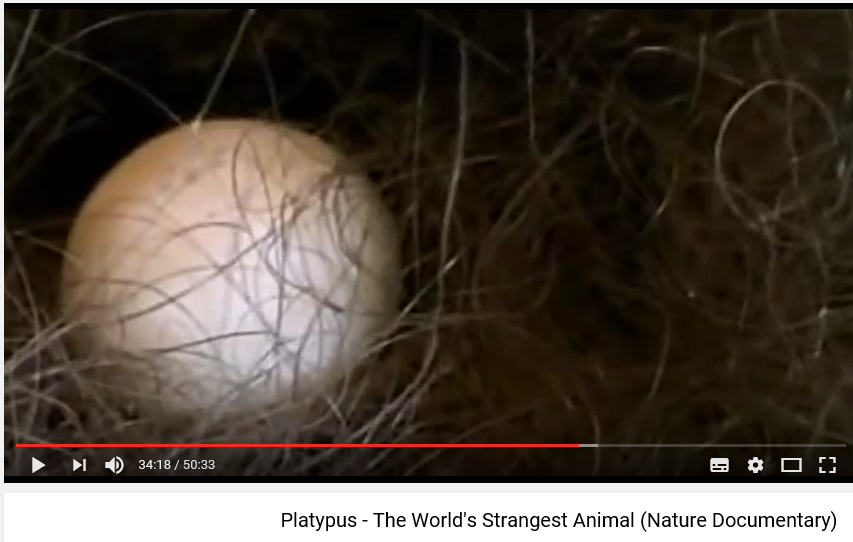 34:18 / 50:33
Platypus - The World's Strangest Animal (Nature Documentary)